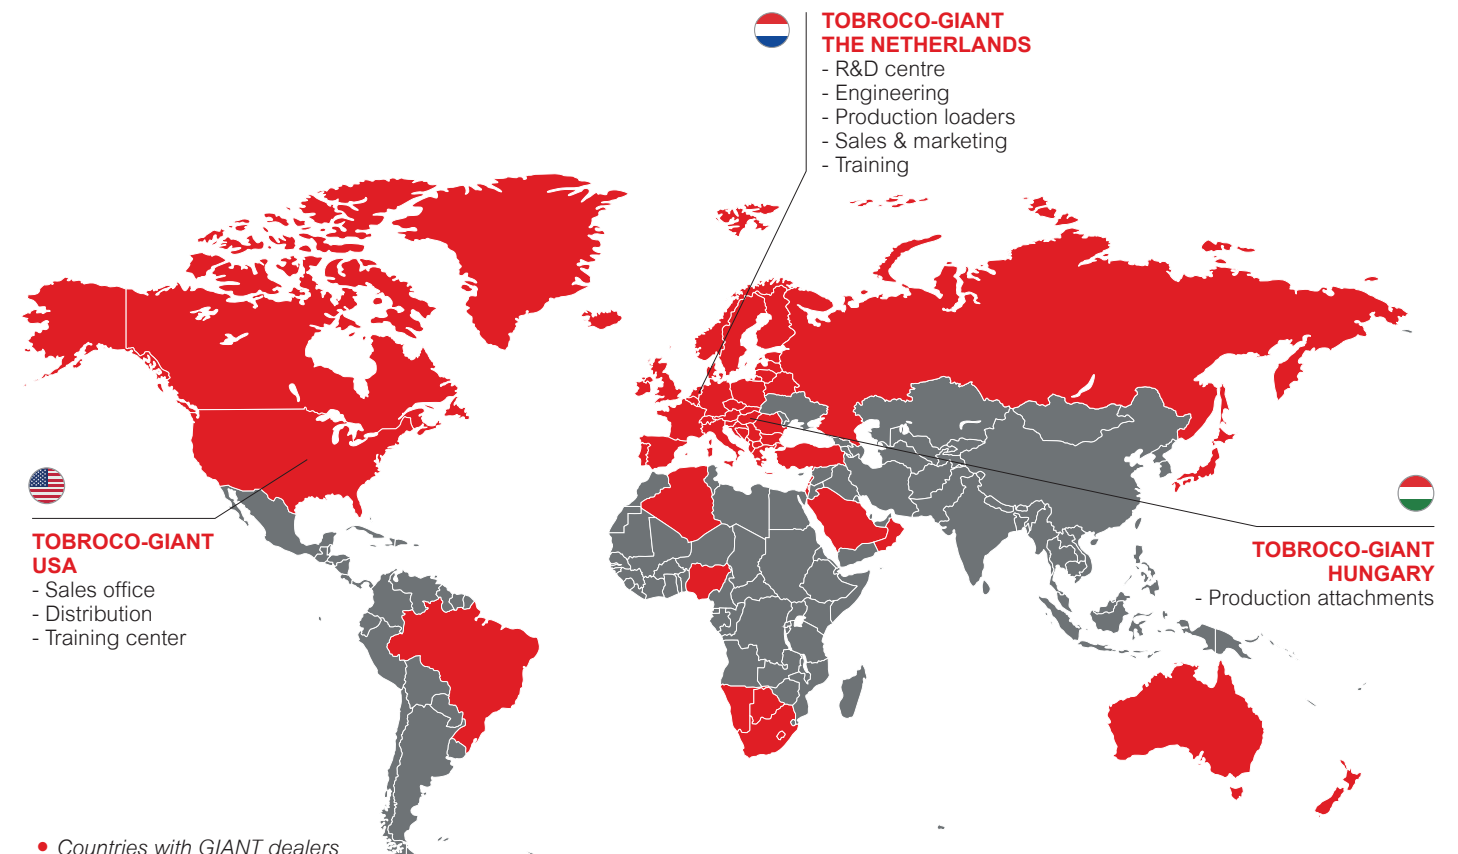 TOBROCO-GIANT
THE NETHERLANDS
- R&D centre
- Engineering
- Production loaders
- Sales & marketing
- Training
TOBROCO-GIANT
USA
- Sales office
- Distribution
- Training center
TOBROCO-GIANT
HUNGARY
- Production attachments
• Countries with GIANT dealers